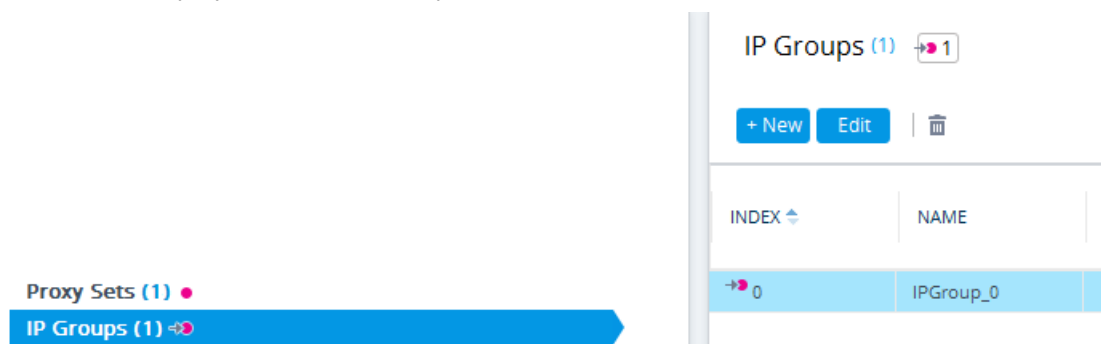 IP Groups (1) 1
+ New Edit
INDEX NAME
Proxy Sets (1)
0 IPGroup_0
IP Groups (1)